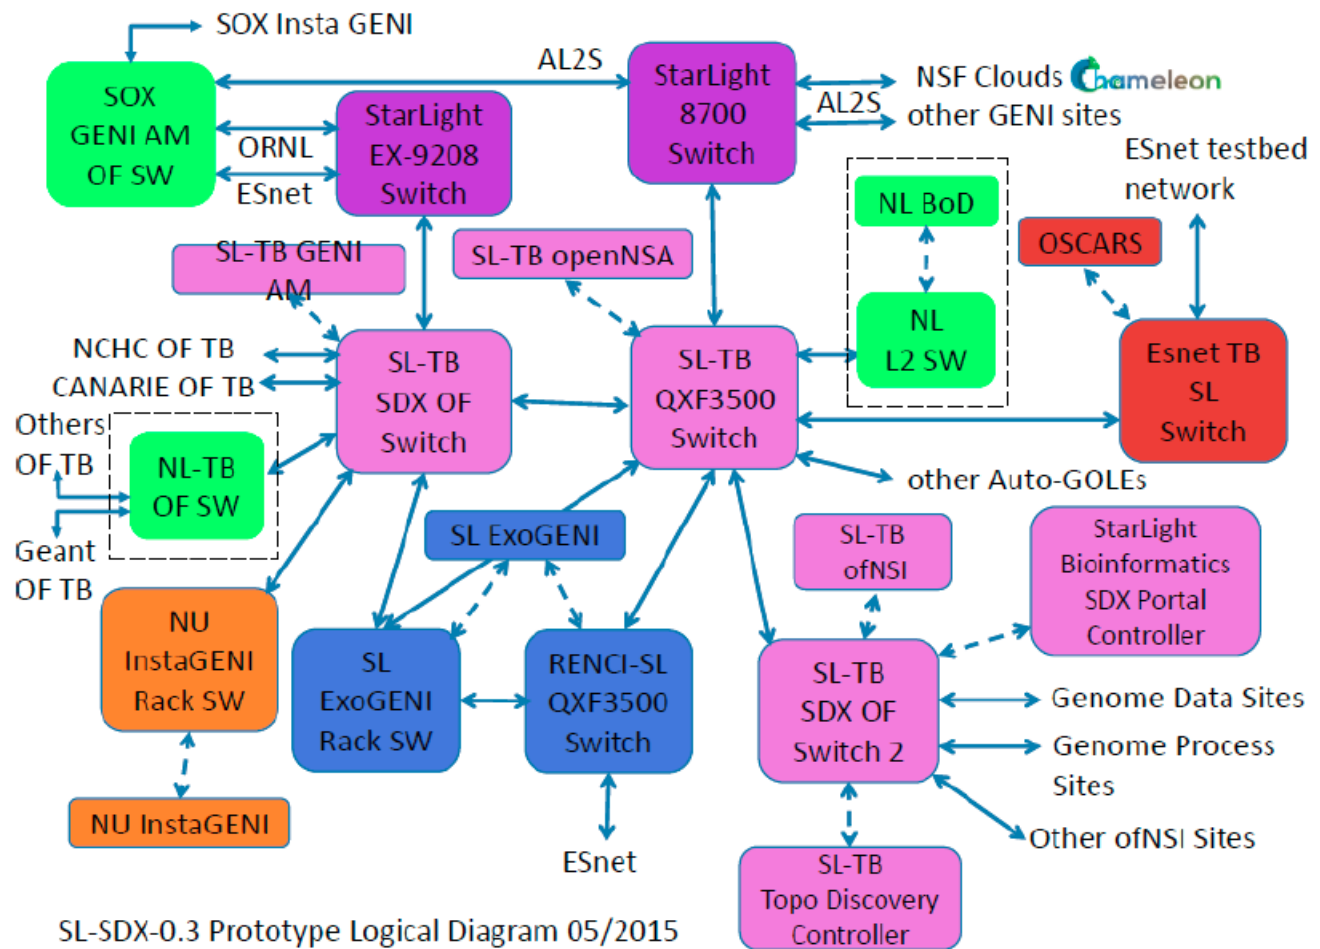 SOX Insta GENI
SOX
GENI AM
OF SW
AL2S
StarLight
8700
Switch
NSF Clouds Chameleon
AL2S
other GENI sites
StarLight
EX-9208
Switch
ORNL
ESnet
ESnet testbed
network
NL BoD
OSCARS
SL-TB GENI
AM
SL-TB openNSA
NL
L2 SW
NCHC OF TB
CANARIE OF TB
SL-TB
SDX OF
Switch
SL-TB
QXF3500
Switch
Esnet TB
SL
Switch
Others
OF TB
NL-TB
OF SW
Geant
OF TB
other Auto-GOLEs
SL ExoGENI
SL-TB
ofNSI
StarLight
Bioinformatics
SDX Portal
Controller
NU
InstaGENI
Rack SW
SL
ExoGENI
Rack SW
RENCI-SL
QXF3500
Switch
SL-TB
SDX OF
Switch 2
Genome Data Sites
Genome Process
Sites
NU InstaGENI
ESnet
Other ofNSI Sites
SL-TB
Topo Discovery
Controller
SL-SDX-0.3 Prototype Logical Diagram 05/2015